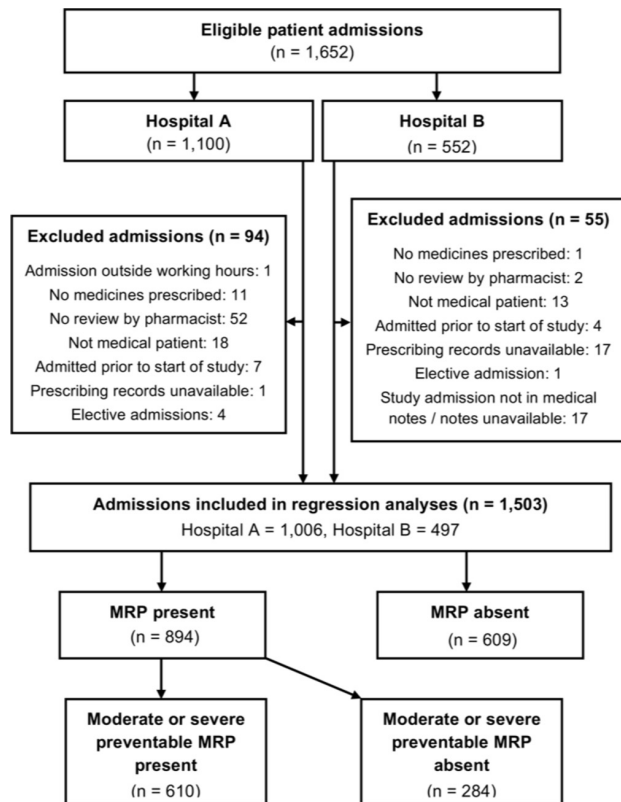 Eligible patient admissions
(n = 1,652)
Hospital A
(n = 1,100)
Hospital B
(n = 552)
Excluded admissions (n = 94)
Admission outside working hours: 1
No medicines prescribed: 11
No review by pharmacist: 52
Not medical patient: 18
Admitted prior to start of study: 7
Prescribing records unavailable: 1
Elective admissions: 4
Excluded admissions (n = 55)
No medicines prescribed: 1
No review by pharmacist: 2
Not medical patient: 13
Admitted prior to start of study: 4
Prescribing records unavailable: 17
Elective admission: 1
Study admission not in medical
notes / notes unavailable: 17
Admissions included in regression analyses (n = 1,503)
Hospital A = 1,006, Hospital B = 497
MRP present
(n = 894)
MRP absent
(n = 609)
Moderate or severe
preventable MRP
present
(n = 610)
Moderate or severe
preventable MRP
absent
(n = 284)